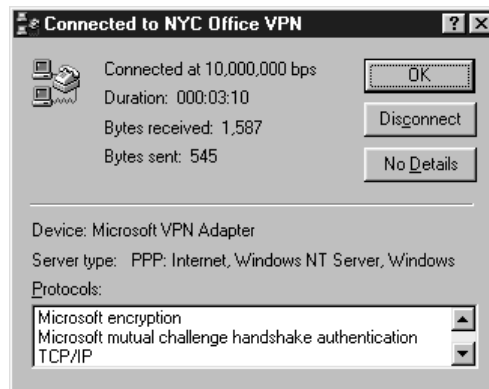 Connected to NYC Office VPN
Connected at 10,000,000 bps
Duration: 000:03:10
Bytes received: 1,587
Bytes sent: 545
OK
Disconnect
No Details
Device: Microsoft VPN Adapter
Server type: PPP: Internet, Windows NT Server, Windows
Protocols:
Microsoft encryption
Microsoft mutual challenge handshake authentication
TCP/IP